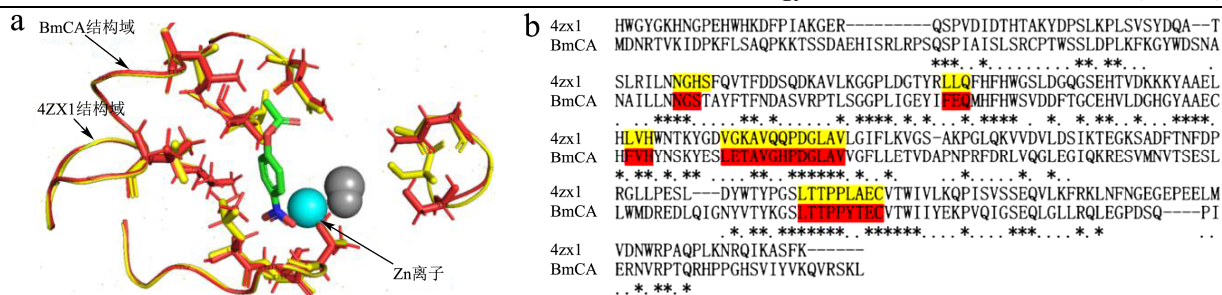 a
BmCA结构域
4ZX1结构域
Zn离子
b
4zx1 HWGYGKHNGPEHWHKDFPIAKGER---------QSPVDIDTHTAKYDPSLKPLSVSYDQA--T
BmCA MDNRTVKIDPKFLSAQPKKTSSDAEHISRLRPSQSPIAISLSRCPTWSSLDPLKFKGYWDSNA
4zx1 SLRILNNGHSFQVTFDDSQDKAVLKGGPLDGTYRLLQFHFHWGSLDGQGSEHTVDKKKYAAEL
BmCA NAILLNNGSTAYFTFNDASVRPTLSGGPLIGEYIFEQMHFHWSVDDFTGCEHVLDGHGYAAEC
4zx1 HLVHWNTKYGDVGKAVQQPDGLAVLGIFLKVGS-AKPGLQKVVDVLDSIKTEGKSADFTNFDP
BmCA HFVHYNSKYESLETAVGHPDGLAVVGFLLETVDAPNPRFDRLVQGLEGIQKRESVMNVTSESL
4zx1 RGLLPESL---DYWTYPGSLTTPPLAECVTWIVLKQPISVSSEQVLKFRKLNFNGEGEPEELM
BmCA LWMDREDLQIGNYVTYKGSLTTPPYTECVTWIIYEKPVQIGSEQLGLLRQLEGPDSQ----PI
4zx1 VDNWRPAQPLKNRQIKASFK------
BmCA ERNVRPTQRHPPGHSVIYVKQVRSKL